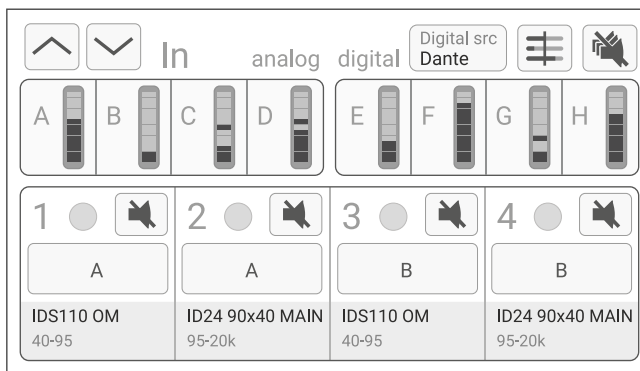 In analog digital Digital src
Dante
A B C D E F G H
1 2 3 4
A A B B
IDS110 OM ID24 90x40 MAIN IDS110 OM ID24 90x40 MAIN
40-95 95-20k 40-95 95-20k